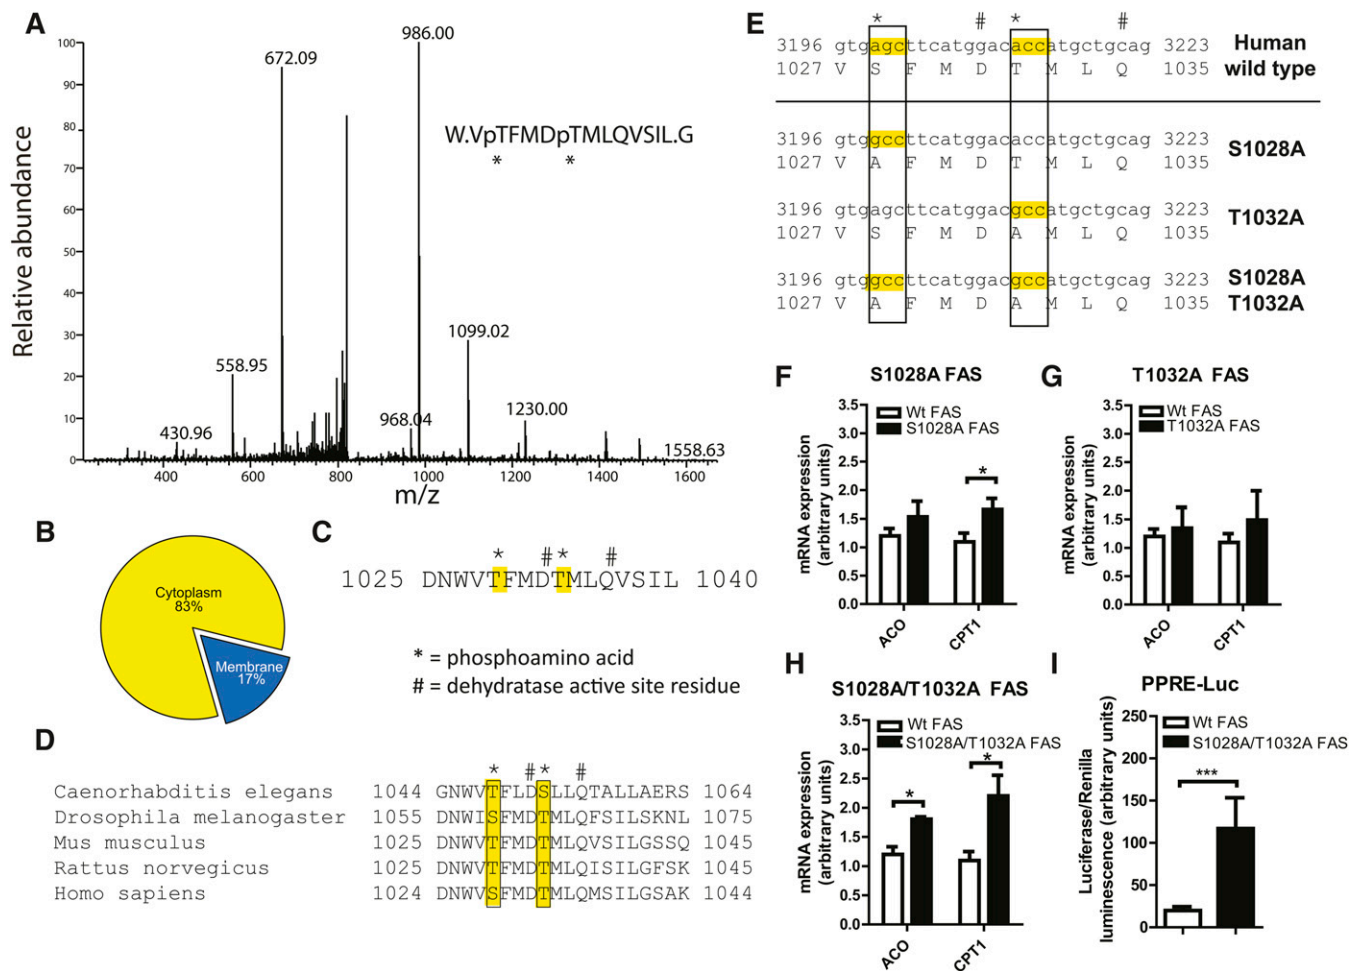 A
Relative abundance
100
90
80
70
60
50
40
30
20
10
0
986.00
672.09
W.VpTFMDpTMLQVSIL.G
* *
1099.02
558.95
430.96
968.04
1230.00
1558.63
400 600 800 1000 1200 1400 1600
m/z
B
Cytoplasm
83%
Membrane
17%
C
* # * #
1025 DNWVTFMDTMLQVSIL 1040
* = phosphoamino acid
# = dehydratase active site residue
D
* # * #
Caenorhabditis elegans 1044 GNWVTFLDSLLQTALLAERS 1064
Drosophila melanogaster 1055 DNWISFMDTMLQFSILSKNL 1075
Mus musculus 1025 DNWVTFMDTMLQVSILGSSQ 1045
Rattus norvegicus 1025 DNWVTFMDTMLQISILGFSK 1045
Homo sapiens 1024 DNWVSFMDTMLQMSILGSAK 1044
E
* # * #
3196 gtgagcttcatggacaccatgctgcag 3223 Human
1027 V S F M D T M L Q 1035 wild type
3196 gtggccttcatggacaccatgctgcag 3223
1027 V A F M D T M L Q 1035
S1028A
3196 gtgagcttcatggacgccatgctgcag 3223
1027 V S F M D A M L Q 1035
T1032A
3196 gtggccttcatggacgccatgctgcag 3223 S1028A
1027 V A F M D A M L Q 1035 T1032A
F
S1028A FAS
mRNA expression
(arbitrary units)
3.5
3.0
2.5
2.0
1.5
1.0
0.5
0.0
Wt FAS
S1028A FAS
*
ACO CPT1
G
T1032A FAS
mRNA expression
(arbitrary units)
3.5
3.0
2.5
2.0
1.5
1.0
0.5
0.0
Wt FAS
T1032A FAS
ACO CPT1
H
S1028A/T1032A FAS
mRNA expression
(arbitrary units)
3.5
3.0
2.5
2.0
1.5
1.0
0.5
0.0
Wt FAS
S1028A/T1032A FAS
* *
ACO CPT1
I
PPRE-Luc
Luciferase/Renilla
luminescence (arbitrary units)
250
200
150
100
50
0
Wt FAS
S1028A/T1032A FAS
***